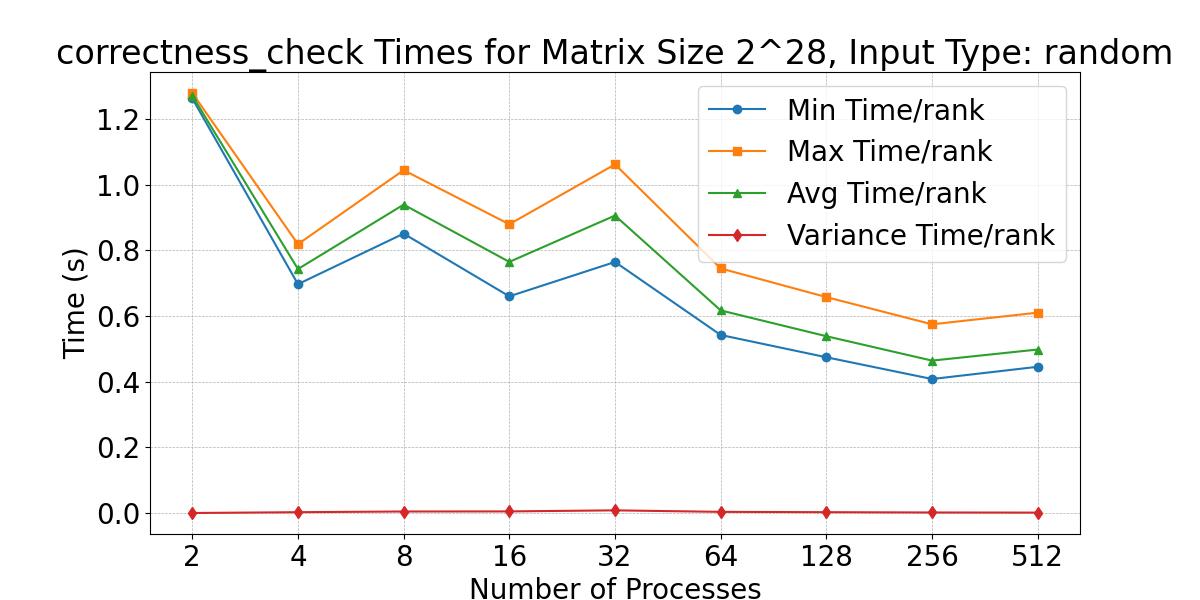 correctness_check Times for Matrix Size 2^28, Input Type: random
Min Time/rank
Max Time/rank
Avg Time/rank
Variance Time/rank
Time (s)
1.2
1.0
0.8
0.6
0.4
0.2
0.0
2 4 8 16 32 64 128 256 512
Number of Processes